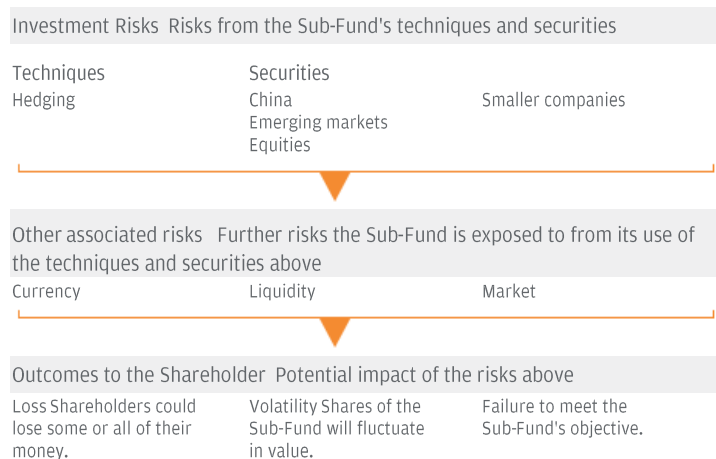 Investment Risks Risks from the Sub-Fund's techniques and securities
Techniques
Hedging
Securities
China
Emerging markets
Equities
Smaller companies
Other associated risks Further risks the Sub-Fund is exposed to from its use of
the techniques and securities above
Currency
Liquidity
Market
Outcomes to the Shareholder Potential impact of the risks above
Loss Shareholders could
lose some or all of their
money.
Volatility Shares of the
Sub-Fund will fluctuate
in value.
Failure to meet the
Sub-Fund's objective.